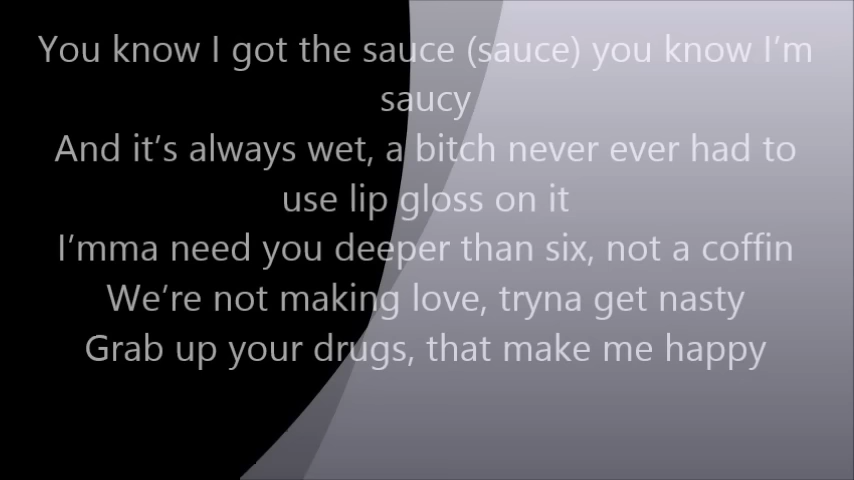 You know I got the sauce (sauce) you know I’m
saucy
And it’s always wet, a bitch never ever had to
use lip gloss on it
I’mma need you deeper than six, not a coffin
We’re not making love, tryna get nasty
Grab up your drugs, that make me happy